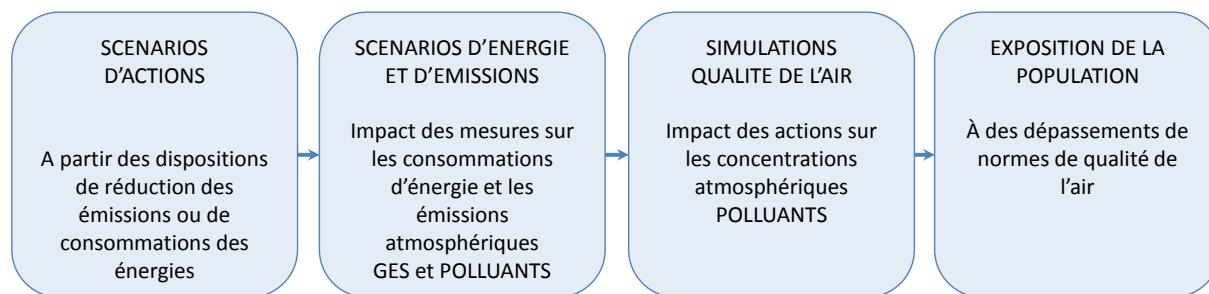 SCENARIOS
D'ACTIONS
A partir des dispositions
de réduction des
émissions ou de
consommations des
énergies
SCENARIOS D'ENERGIE
ET D'EMISSIONS
Impact des mesures sur
les consommations
d'énergie et les
émissions
atmosphériques
GES et POLLUANTS
SIMULATIONS
QUALITE DE L'AIR
Impact des actions sur
les concentrations
atmosphériques
POLLUANTS
EXPOSITION DE LA
POPULATION
À des dépassements de
normes de qualité de
l'air